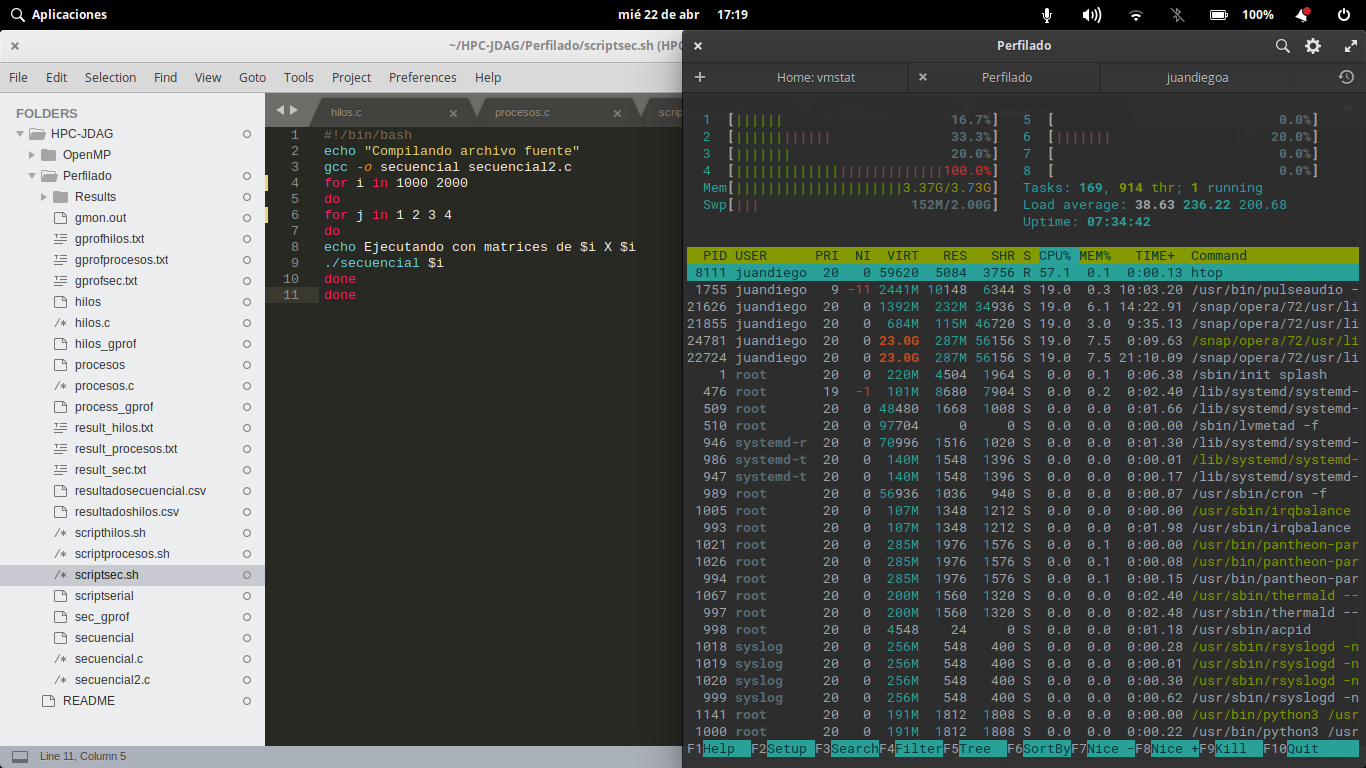 Aplicaciones
mié 22 de abr 17:19
100%
~/HPC-JDAG/Perfilado/scriptsec.sh (HPC
File Edit Selection Find View Goto Tools Project Preferences Help
FOLDERS
HPC-JDAG
OpenMP
Perfilado
Results
gmon.out
gprofhilos.txt
gprofprocesos.txt
gprofsec.txt
hilos
hilos.c
hilos_gprof
procesos
procesos.c
process_gprof
result_hilos.txt
result_procesos.txt
result_sec.txt
resultadosecuencial.csv
resultadoshilos.csv
scripthilos.sh
scriptprocesos.sh
scriptsec.sh
scriptserial
sec_gprof
secuencial
secuencial.c
secuencial2.c
README
hilos.c procesos.c scrip
1 #!/bin/bash
2 echo "Compilando archivo fuente"
3 gcc -o secuencial secuencial2.c
4 for i in 1000 2000
5 do
6 for j in 1 2 3 4
7 do
8 echo Ejecutando con matrices de $i X $i
9 ./secuencial $i
10 done
11 done
Line 11, Column 5
Perfilado
Home: vmstat Perfilado juandiegoa
1 [|||||| 16.7%] 5 [ 0.0%]
2 [|||||||||||| 33.3%] 6 [||||||| 20.0%]
3 [||||||| 20.0%] 7 [ 0.0%]
4 [||||||||||||||||||||||||||100.0%] 8 [ 0.0%]
Mem[|||||||||||||||||||||3.37G/3.73G] Tasks: 169, 914 thr; 1 running
Swp[||| 152M/2.00G] Load average: 38.63 236.22 200.68
Uptime: 07:34:42
PID USER PRI NI VIRT RES SHR S CPU% MEM% TIME+ Command
8111 juandiego 20 0 59620 5084 3756 R 57.1 0.1 0:00.13 htop
1755 juandiego 9 -11 2441M 10148 6344 S 19.0 0.3 10:03.20 /usr/bin/pulseaudio -
21626 juandiego 20 0 1392M 232M 34936 S 19.0 6.1 14:22.91 /snap/opera/72/usr/li
21855 juandiego 20 0 684M 115M 46720 S 19.0 3.0 9:35.13 /snap/opera/72/usr/li
24781 juandiego 20 0 23.0G 287M 56156 S 19.0 7.5 0:09.63 /snap/opera/72/usr/li
22724 juandiego 20 0 23.0G 287M 56156 S 19.0 7.5 21:10.09 /snap/opera/72/usr/li
1 root 20 0 220M 4504 1964 S 0.0 0.1 0:06.38 /sbin/init splash
476 root 19 -1 101M 8680 7904 S 0.0 0.2 0:02.40 /lib/systemd/systemd-
509 root 20 0 48480 1668 1008 S 0.0 0.0 0:01.66 /lib/systemd/systemd-
510 root 20 0 97704 0 0 S 0.0 0.0 0:00.00 /sbin/lvmetad -f
946 systemd-r 20 0 70996 1516 1020 S 0.0 0.0 0:01.30 /lib/systemd/systemd-
986 systemd-t 20 0 140M 1548 1396 S 0.0 0.0 0:00.01 /lib/systemd/systemd-
947 systemd-t 20 0 140M 1548 1396 S 0.0 0.0 0:00.17 /lib/systemd/systemd-
989 root 20 0 56936 1036 940 S 0.0 0.0 0:00.07 /usr/sbin/cron -f
1005 root 20 0 107M 1348 1212 S 0.0 0.0 0:00.00 /usr/sbin/irqbalance
993 root 20 0 107M 1348 1212 S 0.0 0.0 0:01.98 /usr/sbin/irqbalance
1021 root 20 0 285M 1976 1576 S 0.0 0.1 0:00.00 /usr/bin/pantheon-par
1026 root 20 0 285M 1976 1576 S 0.0 0.1 0:00.08 /usr/bin/pantheon-par
994 root 20 0 285M 1976 1576 S 0.0 0.1 0:00.15 /usr/bin/pantheon-par
1067 root 20 0 200M 1560 1320 S 0.0 0.0 0:02.40 /usr/sbin/thermald --
997 root 20 0 200M 1560 1320 S 0.0 0.0 0:02.48 /usr/sbin/thermald --
998 root 20 0 4548 24 0 S 0.0 0.0 0:01.18 /usr/sbin/acpid
1018 syslog 20 0 256M 548 400 S 0.0 0.0 0:00.28 /usr/sbin/rsyslogd -n
1019 syslog 20 0 256M 548 400 S 0.0 0.0 0:00.01 /usr/sbin/rsyslogd -n
1020 syslog 20 0 256M 548 400 S 0.0 0.0 0:00.30 /usr/sbin/rsyslogd -n
999 syslog 20 0 256M 548 400 S 0.0 0.0 0:00.62 /usr/sbin/rsyslogd -n
1141 root 20 0 191M 1812 1808 S 0.0 0.0 0:00.00 /usr/bin/python3 /usr
1000 root 20 0 191M 1812 1808 S 0.0 0.0 0:00.22 /usr/bin/python3 /usr
F1Help F2Setup F3SearchF4FilterF5Tree F6SortByF7Nice -F8Nice +F9Kill F10Quit